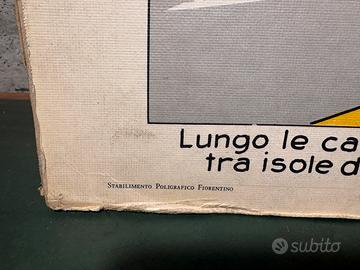 Lungo le ca
tra isole d
STABILIMENTO POLIGRAFICO FIORENTINO
subito